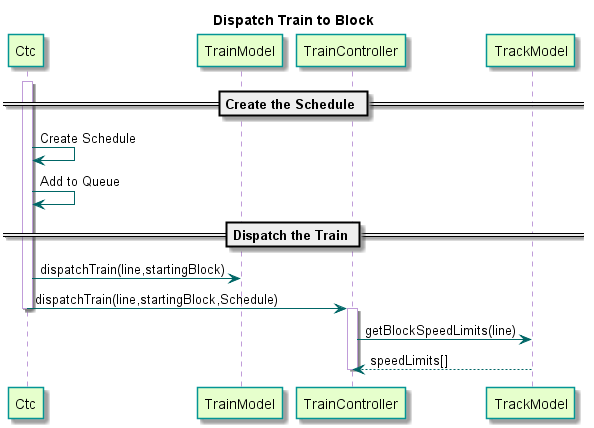 Dispatch Train to Block
Ctc
TrainModel
TrainController
TrackModel
Create the Schedule
Create Schedule
Add to Queue
Dispatch the Train
dispatchTrain(line,startingBlock)
dispatchTrain(line,startingBlock,Schedule)
getBlockSpeedLimits(line)
speedLimits[]
Ctc
TrainModel
TrainController
TrackModel